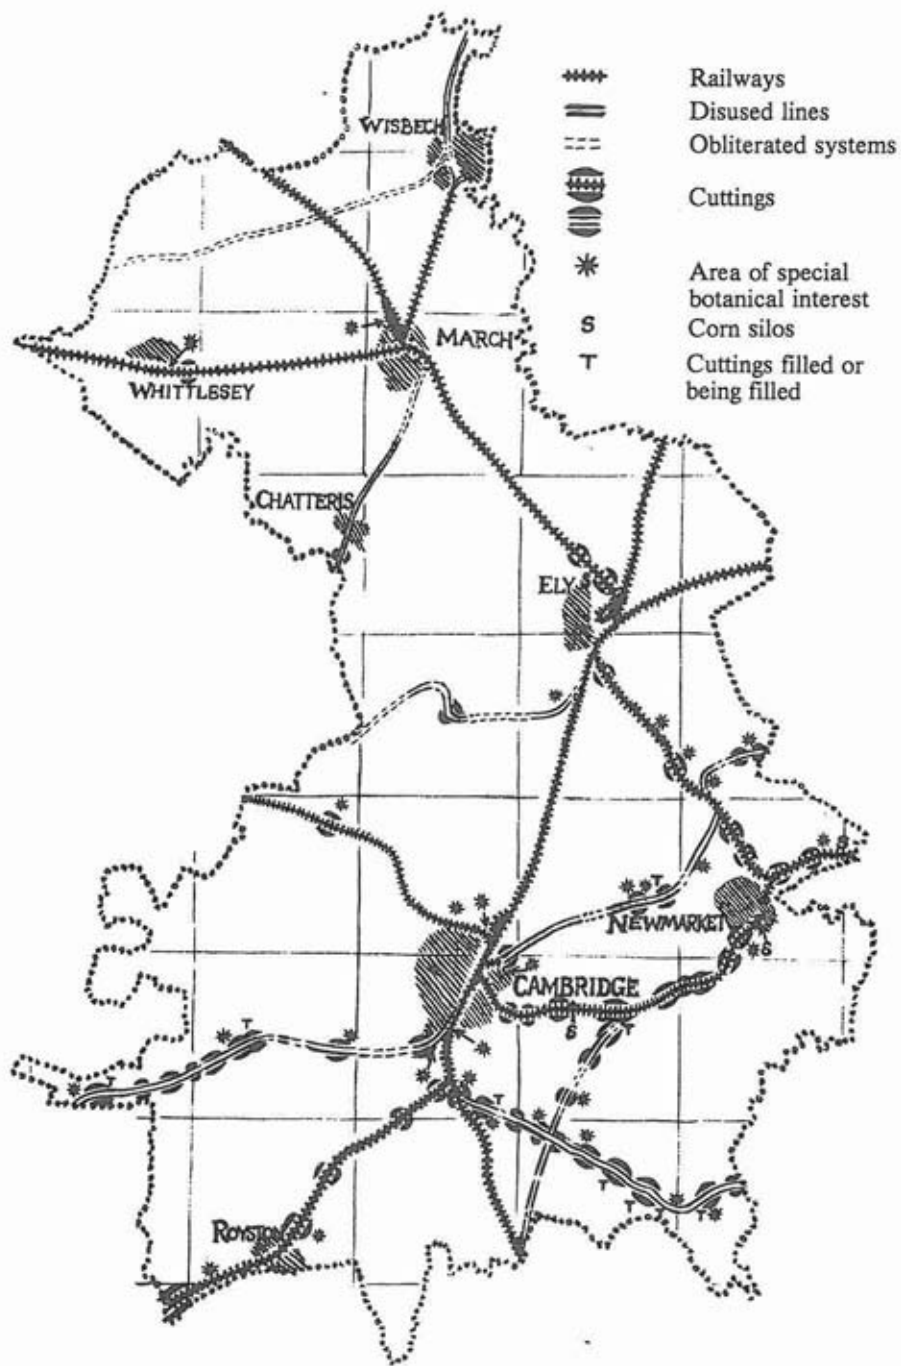 Railways
Disused lines
Obliterated systems
Cuttings
Area of special
botanical interest
S
Corn silos
T
Cuttings filled or
being filled
WISBECH
MARCH
WHITTLESEY
CHATTERIS
ELY
S
T
S
NEWMARKET
S
CAMBRIDGE
S
T
T
T
T
T
T
T
T
ROYSTON